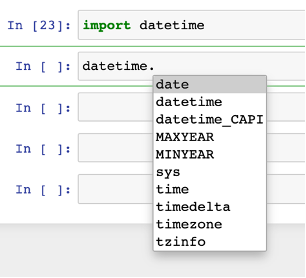 In [23]: import datetime
In [ ]: datetime.
date
In [ ]: datetime
datetime_CAPI
MAXYEAR
In [ ]: MINYEAR
sys
In [ ]: time
timedelta
timezone
tzinfo